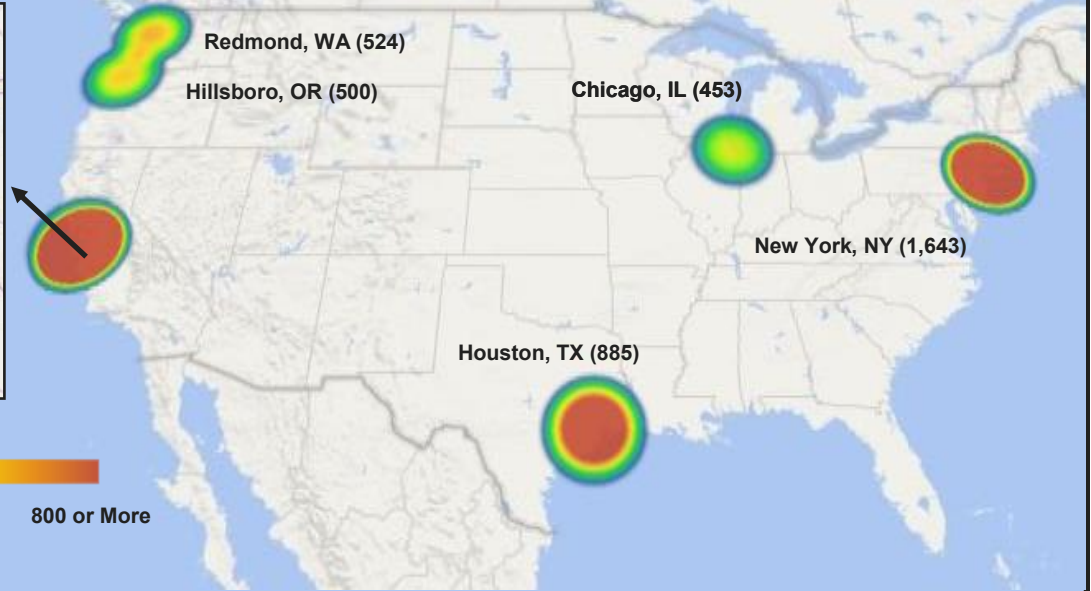 Redmond, WA (524)
Hillsboro, OR (500)
Chicago, IL (453)
New York, NY (1,643)
Houston, TX (885)
800 or More